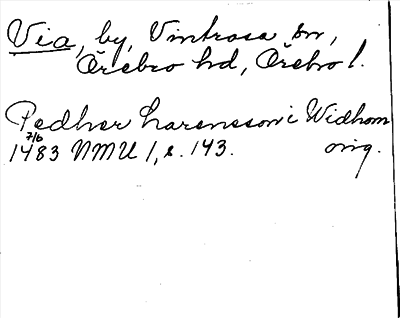 Via, by, Vintrosa sn,
Örebro hd, Örebro l.
Pedher Larensson i Widhom
7/6
1483 NMU 1, s. 143. orig.